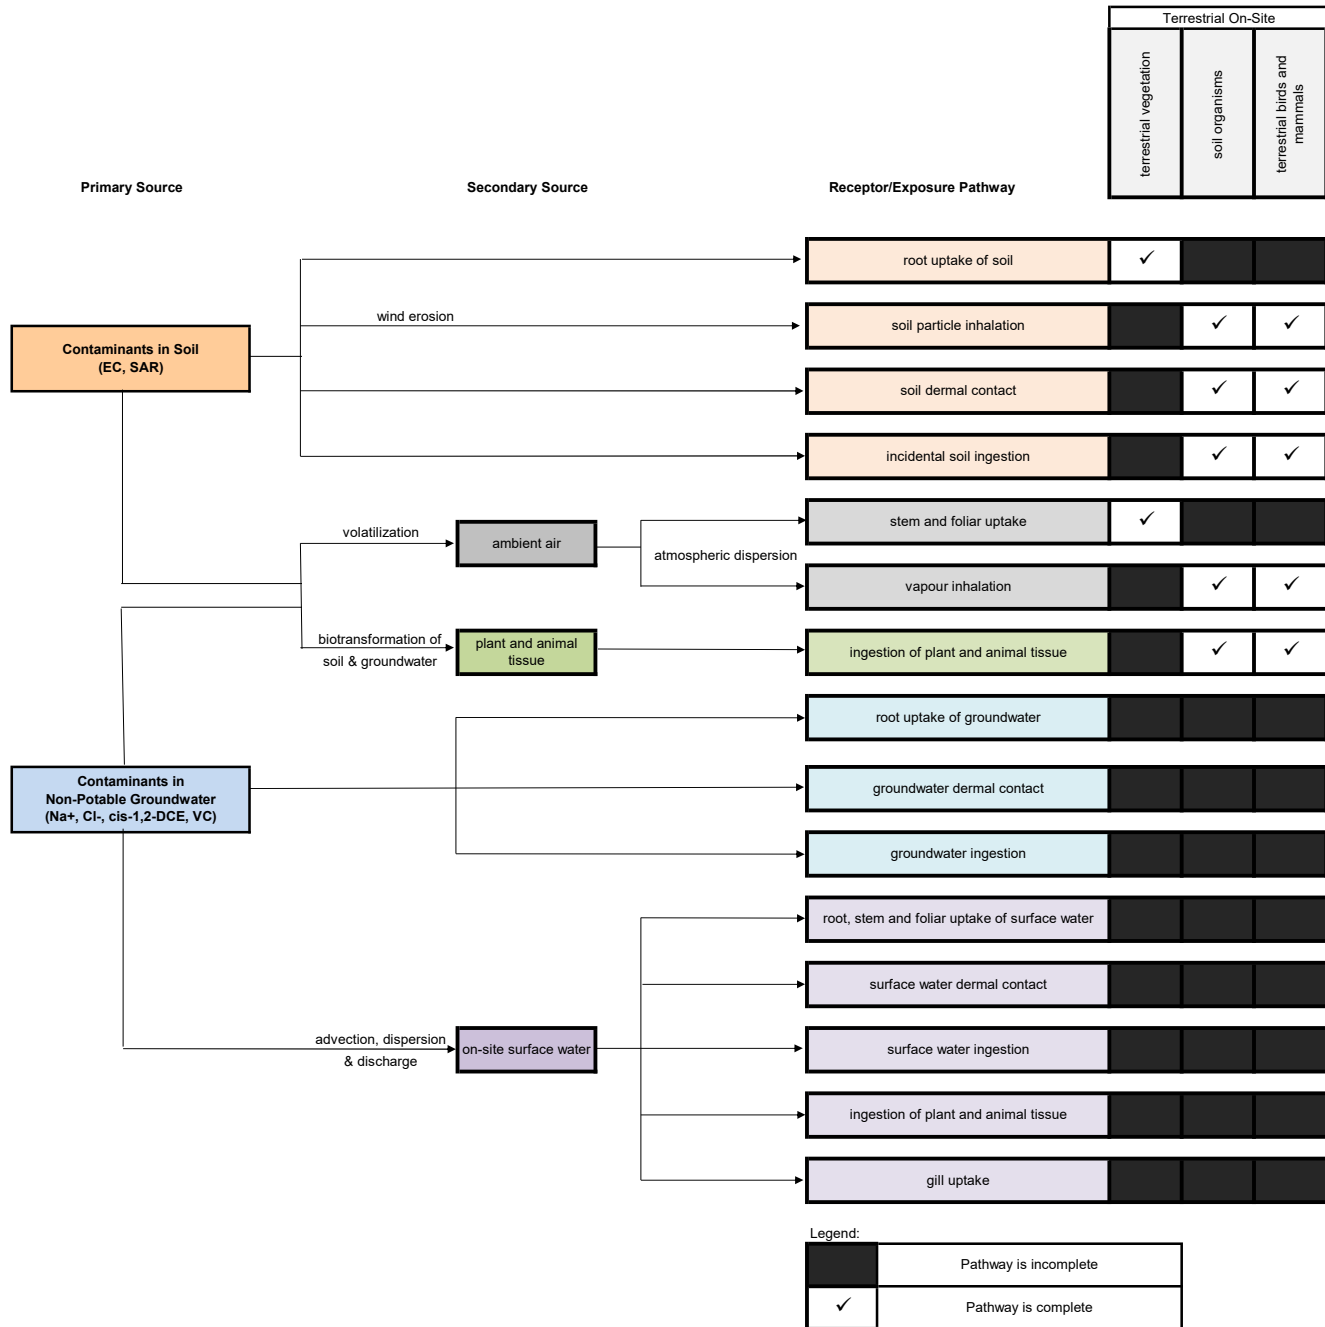 Terrestrial On-Site
terrestrial vegetation
soil organisms
terrestrial birds and
mammals
Primary Source
Secondary Source
Receptor/Exposure Pathway
root uptake of soil
✓
wind erosion
soil particle inhalation
✓ ✓
Contaminants in Soil
(EC, SAR)
soil dermal contact
✓ ✓
incidental soil ingestion
✓ ✓
volatilization
ambient air
atmospheric dispersion
stem and foliar uptake
✓
vapour inhalation
✓ ✓
biotransformation of
soil & groundwater
plant and animal
tissue
ingestion of plant and animal tissue
✓ ✓
root uptake of groundwater
Contaminants in
Non-Potable Groundwater
(Na+, Cl-, cis-1,2-DCE, VC)
groundwater dermal contact
groundwater ingestion
root, stem and foliar uptake of surface water
surface water dermal contact
advection, dispersion
& discharge
on-site surface water
surface water ingestion
ingestion of plant and animal tissue
gill uptake
Legend:
Pathway is incomplete
✓ Pathway is complete